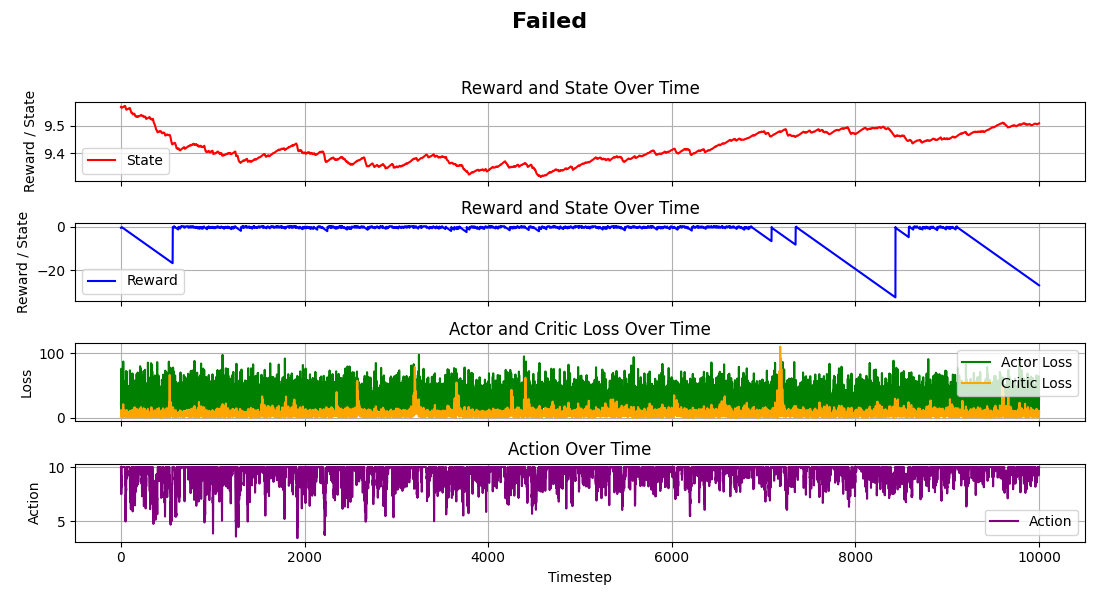 Failed
Reward and State Over Time
Reward / State
9.5
9.4
State
Reward and State Over Time
Reward / State
0
−20
Reward
Actor and Critic Loss Over Time
Loss
100
0
Actor Loss
Critic Loss
Action Over Time
Action
10
5
Action
0 2000 4000 6000 8000 10000
Timestep